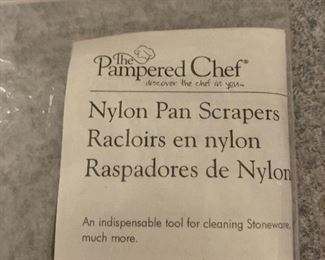 The
Pampered Chef®
discover the chef in you™
Nylon Pan Scrapers
Racloirs en nylon
Raspadores de Nylon
An indispensable tool for cleaning Stoneware,
much more.